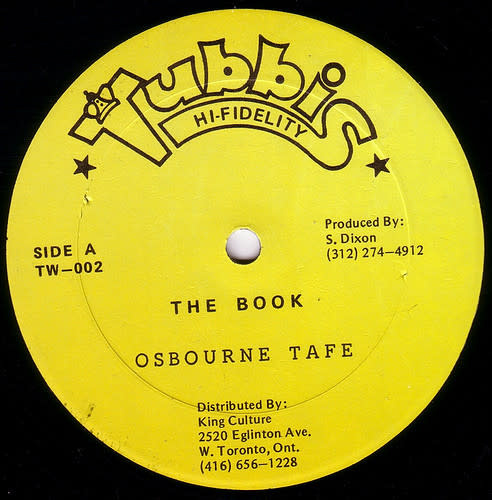 Tubbis
HI-FIDELITY
SIDE A
TW-002
Produced By:
S. Dixon
(312) 274-4912
THE BOOK
OSBOURNE TAFE
Distributed By:
King Culture
2520 Eglinton Ave.
W. Toronto, Ont.
(416) 656-1228